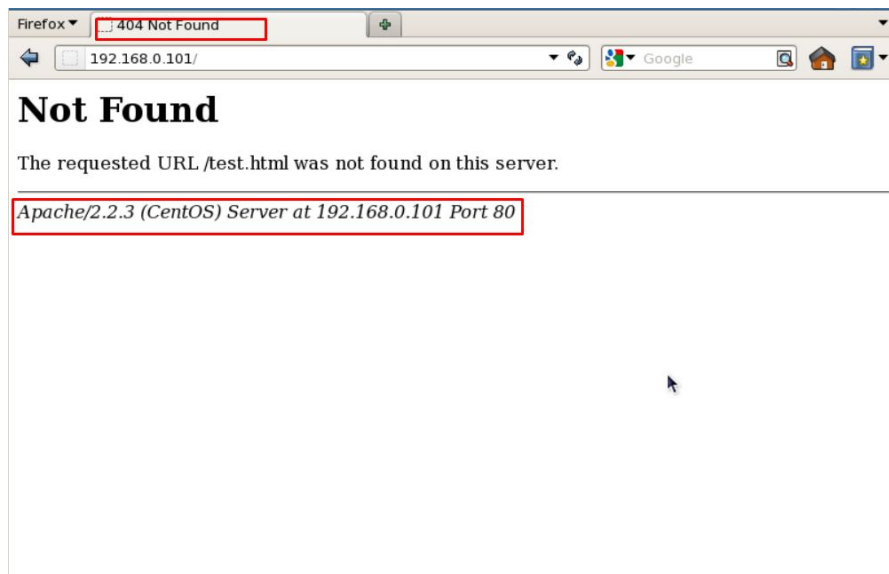 Firefox
404 Not Found
192.168.0.101/
Google
Not Found
The requested URL /test.html was not found on this server.
Apache/2.2.3 (CentOS) Server at 192.168.0.101 Port 80